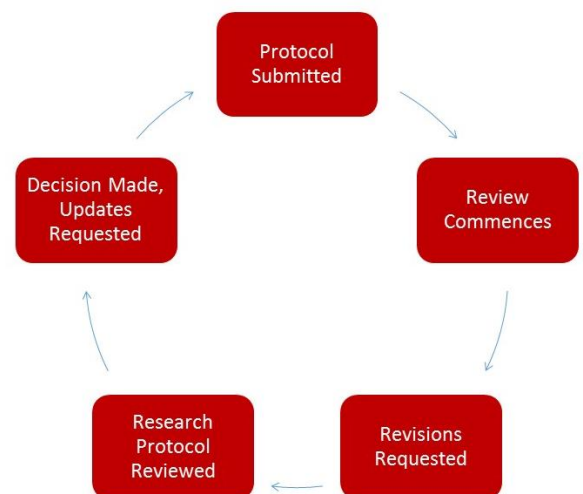 Protocol
Submitted
Review
Commences
Revisions
Requested
Research
Protocol
Reviewed
Decision Made,
Updates
Requested